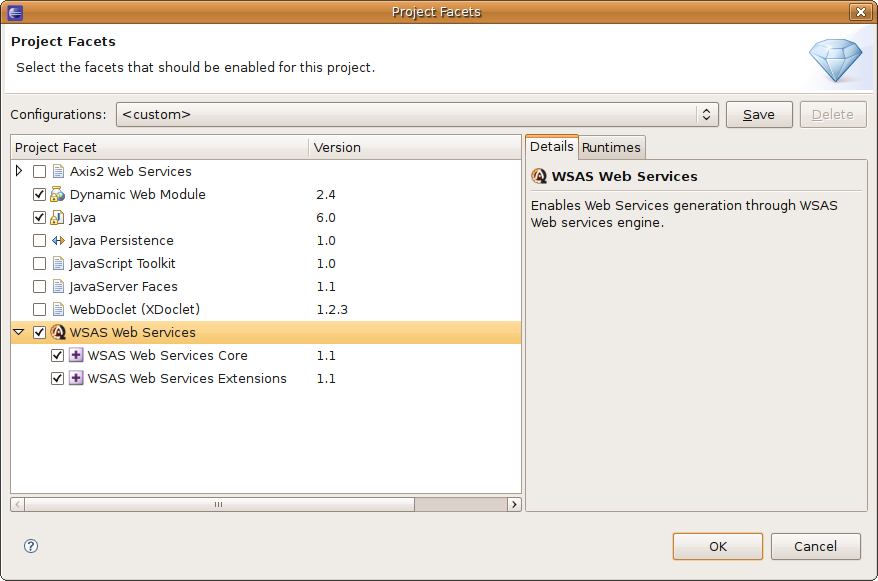 Project Facets
Project Facets
Select the facets that should be enabled for this project.
Configurations: <custom> Save Delete
Project Facet Version
Axis2 Web Services
Dynamic Web Module 2.4
Java 6.0
Java Persistence 1.0
JavaScript Toolkit 1.0
JavaServer Faces 1.1
WebDoclet (XDoclet) 1.2.3
WSAS Web Services
WSAS Web Services Core 1.1
WSAS Web Services Extensions 1.1
Details Runtimes
WSAS Web Services
Enables Web Services generation through WSAS
Web services engine.
OK Cancel